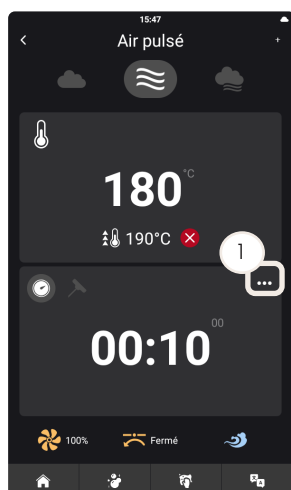 15:47
Air pulsé
+
180 °C
190°C
1
...
00:10 00
100% Fermé